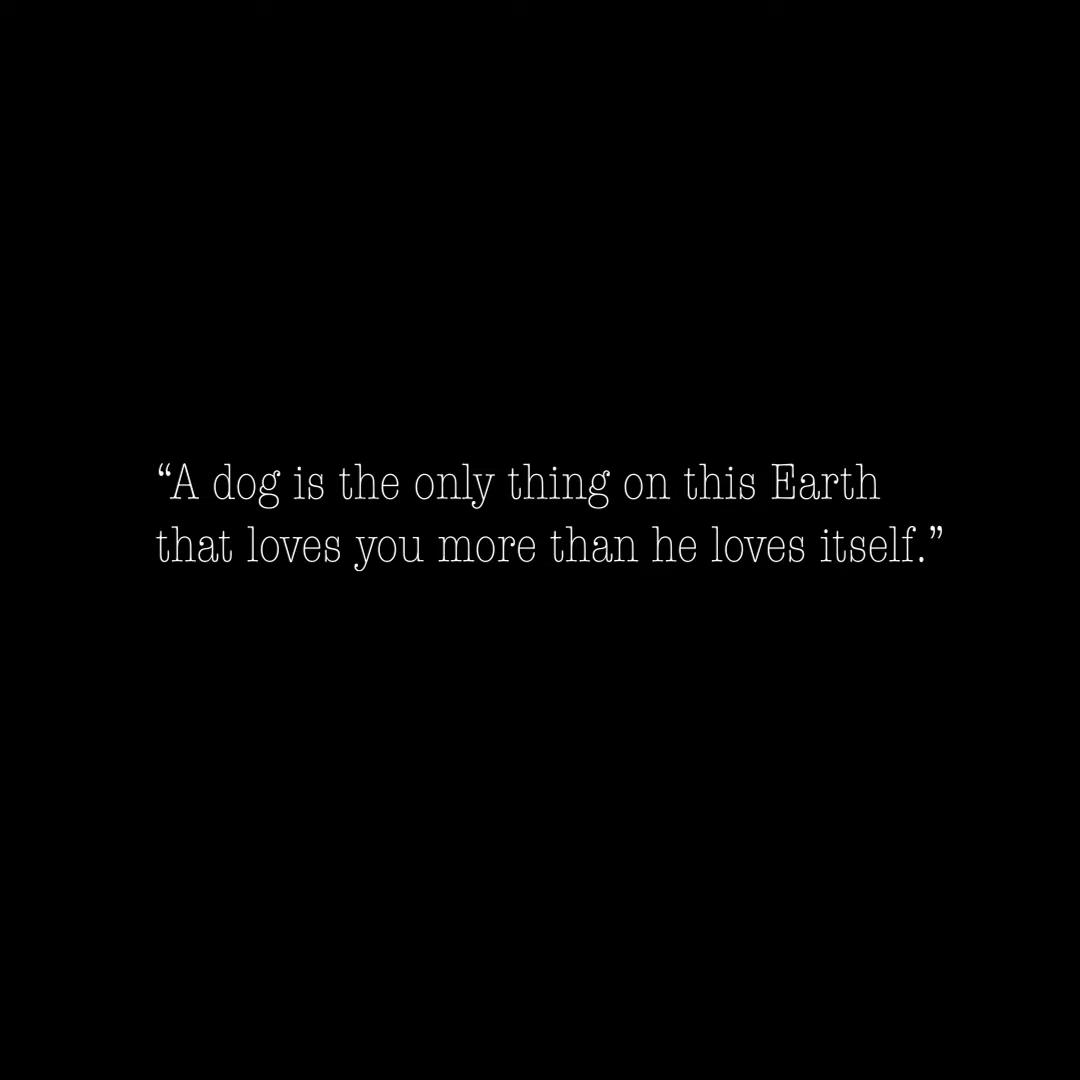 “A dog is the only thing on this Earth
that loves you more than he loves itself.”